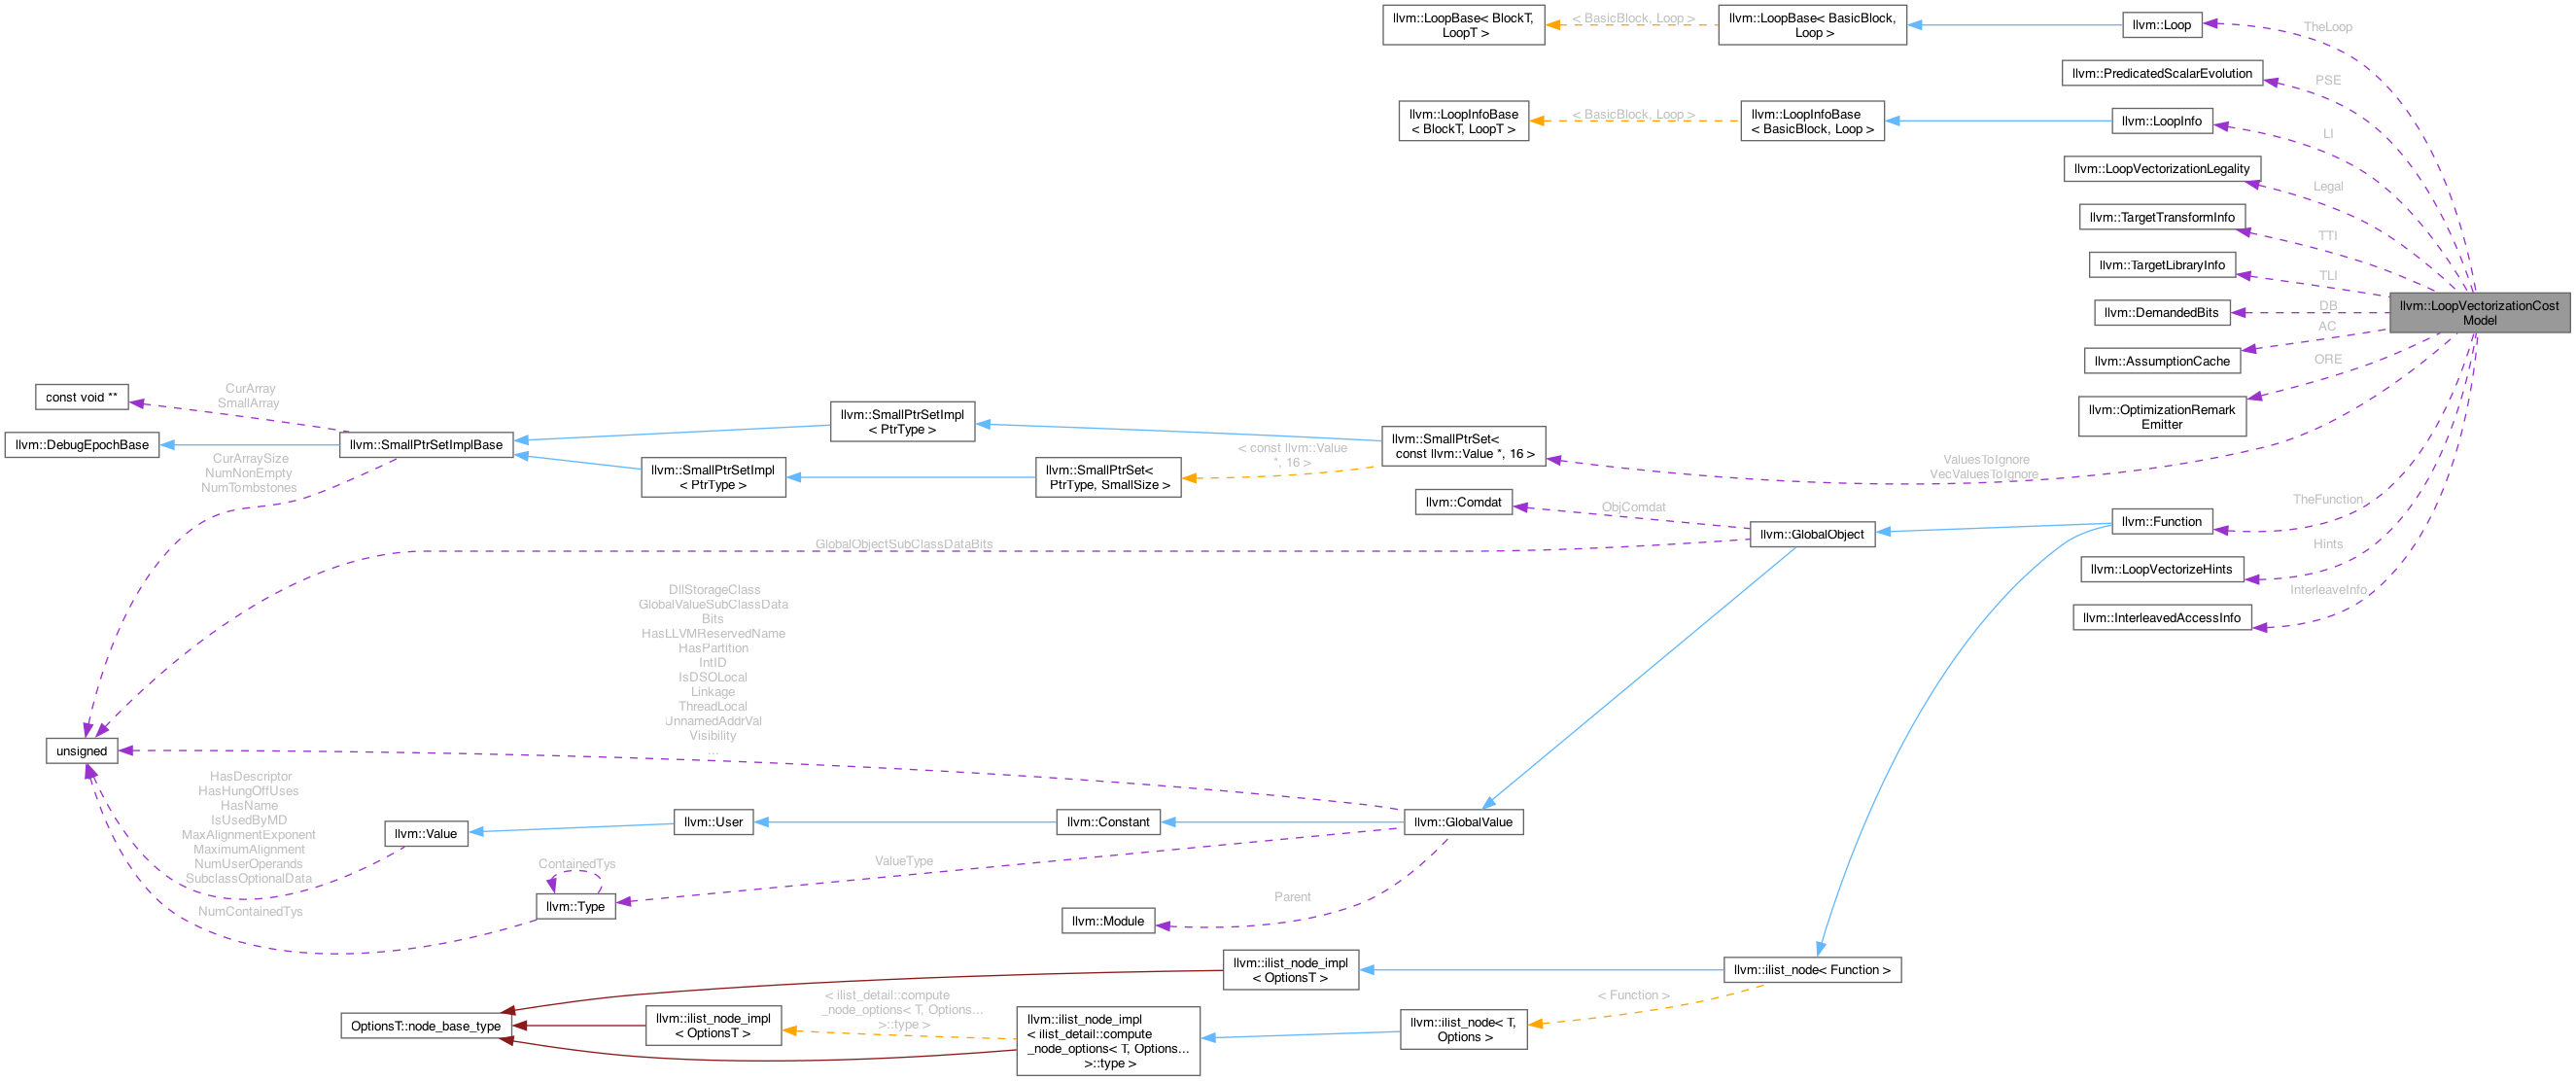 llvm::LoopBase< BlockT,
LoopT >
< BasicBlock, Loop >
llvm::LoopBase< BasicBlock,
Loop >
llvm::Loop
TheLoop
llvm::PredicatedScalarEvolution
PSE
llvm::LoopInfoBase
< BlockT, LoopT >
< BasicBlock, Loop >
llvm::LoopInfoBase
< BasicBlock, Loop >
llvm::LoopInfo
LI
llvm::LoopVectorizationLegality
Legal
llvm::TargetTransformInfo
TTI
llvm::TargetLibraryInfo
TLI
llvm::DemandedBits
DB
llvm::LoopVectorizationCost
Model
AC
llvm::AssumptionCache
ORE
llvm::OptimizationRemark
Emitter
const void **
CurArray
SmallArray
llvm::DebugEpochBase
llvm::SmallPtrSetImplBase
llvm::SmallPtrSetImpl
< PtrType >
llvm::SmallPtrSetImpl
< PtrType >
llvm::SmallPtrSet<
PtrType, SmallSize >
< const llvm::Value
*, 16 >
llvm::SmallPtrSet<
const llvm::Value *, 16 >
ValuesToIgnore
VecValuesToIgnore
CurArraySize
NumNonEmpty
NumTombstones
llvm::Comdat
ObjComdat
llvm::GlobalObject
llvm::Function
TheFunction
GlobalObjectSubClassDataBits
llvm::LoopVectorizeHints
Hints
llvm::InterleavedAccessInfo
InterleaveInfo
DllStorageClass
GlobalValueSubClassData
Bits
HasLLVMReservedName
HasPartition
IntID
IsDSOLocal
Linkage
ThreadLocal
UnnamedAddrVal
Visibility
...
unsigned
HasDescriptor
HasHungOffUses
HasName
IsUsedByMD
MaxAlignmentExponent
MaximumAlignment
NumUserOperands
SubclassOptionalData
llvm::Value
llvm::User
llvm::Constant
llvm::GlobalValue
ValueType
ContainedTys
llvm::Type
NumContainedTys
Parent
llvm::Module
llvm::ilist_node_impl
< OptionsT >
llvm::ilist_node< Function >
OptionsT::node_base_type
llvm::ilist_node_impl
< OptionsT >
< ilist_detail::compute
_node_options< T, Options...
>::type >
llvm::ilist_node_impl
< ilist_detail::compute
_node_options< T, Options...
>::type >
llvm::ilist_node< T,
Options >
< Function >